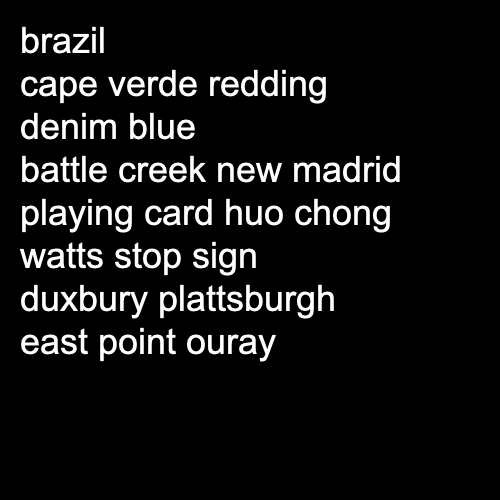 brazil
cape verde redding
denim blue
battle creek new madrid
playing card huo chong
watts stop sign
duxbury plattsburgh
east point ouray